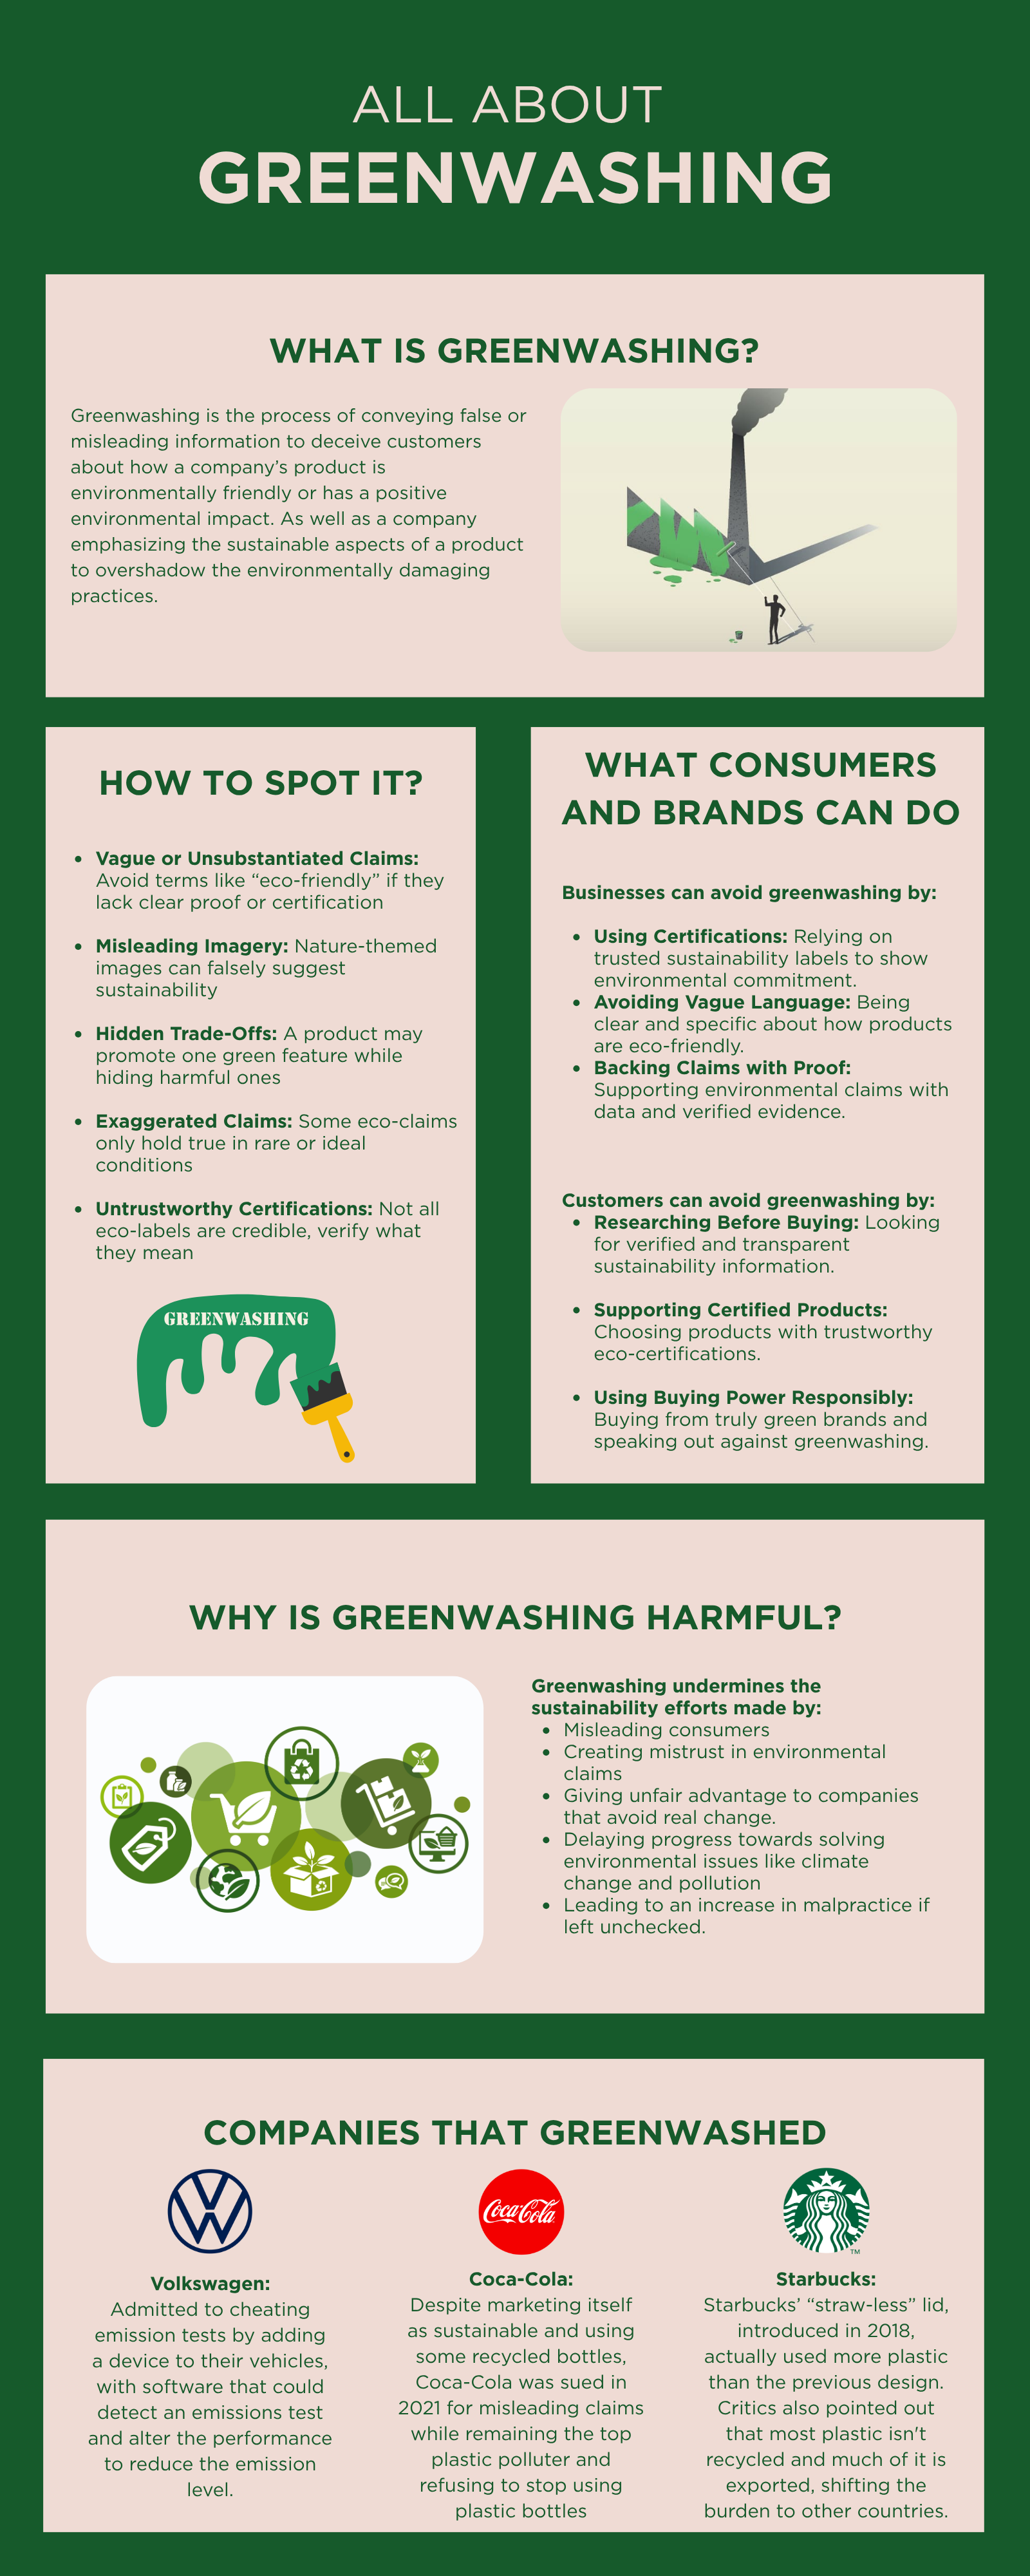 ALL ABOUT
GREENWASHING
WHAT IS GREENWASHING?
Greenwashing is the process of conveying false or
misleading information to deceive customers
about how a company's product is
environmentally friendly or has a positive
environmental impact. As well as a company
emphasizing the sustainable aspects of a product
to overshadow the environmentally damaging
practices.
HOW TO SPOT IT?
• Vague or Unsubstantiated Claims:
Avoid terms like “eco-friendly” if they
lack clear proof or certification
• Misleading Imagery: Nature-themed
images can falsely suggest
sustainability
• Hidden Trade-Offs: A product may
promote one green feature while
hiding harmful ones
• Exaggerated Claims: Some eco-claims
only hold true in rare or ideal
conditions
• Untrustworthy Certifications: Not all
eco-labels are credible, verify what
they mean
GREENWASHING
WHAT CONSUMERS
AND BRANDS CAN DO
Businesses can avoid greenwashing by:
• Using Certifications: Relying on
trusted sustainability labels to show
environmental commitment.
• Avoiding Vague Language: Being
clear and specific about how products
are eco-friendly.
• Backing Claims with Proof:
Supporting environmental claims with
data and verified evidence.
Customers can avoid greenwashing by:
• Researching Before Buying: Looking
for verified and transparent
sustainability information.
• Supporting Certified Products:
Choosing products with trustworthy
eco-certifications.
• Using Buying Power Responsibly:
Buying from truly green brands and
speaking out against greenwashing.
WHY IS GREENWASHING HARMFUL?
Greenwashing undermines the
sustainability efforts made by:
• Misleading consumers
• Creating mistrust in environmental
claims
• Giving unfair advantage to companies
that avoid real change.
• Delaying progress towards solving
environmental issues like climate
change and pollution
• Leading to an increase in malpractice if
left unchecked.
COMPANIES THAT GREENWASHED
VW
Volkswagen:
Admitted to cheating
emission tests by adding
a device to their vehicles,
with software that could
detect an emissions test
and alter the performance
to reduce the emission
level.
Coca-Cola
Coca-Cola:
Despite marketing itself
as sustainable and using
some recycled bottles,
Coca-Cola was sued in
2021 for misleading claims
while remaining the top
plastic polluter and
refusing to stop using
plastic bottles
TM
Starbucks:
Starbucks’ “straw-less” lid,
introduced in 2018,
actually used more plastic
than the previous design.
Critics also pointed out
that most plastic isn't
recycled and much of it is
exported, shifting the
burden to other countries.